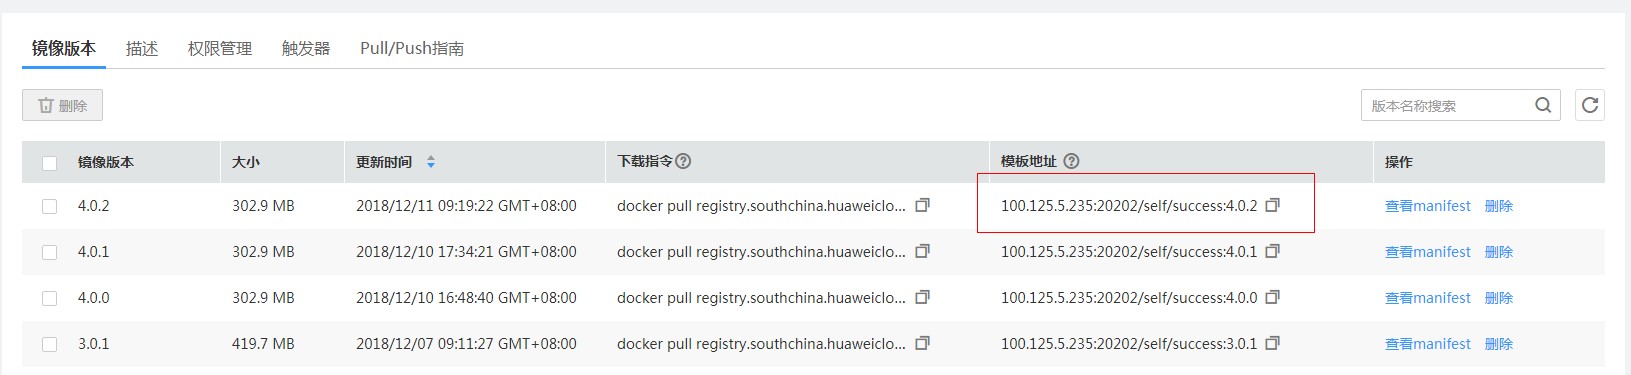 镜像版本 描述 权限管理 触发器 Pull/Push指南
删除 版本名称搜索
镜像版本 大小 更新时间 下载指令 模板地址 操作
4.0.2 302.9 MB 2018/12/11 09:19:22 GMT+08:00 docker pull registry.southchina.huaweiclo... 100.125.5.235:20202/self/success:4.0.2 查看manifest 删除
4.0.1 302.9 MB 2018/12/10 17:34:21 GMT+08:00 docker pull registry.southchina.huaweiclo... 100.125.5.235:20202/self/success:4.0.1 查看manifest 删除
4.0.0 302.9 MB 2018/12/10 16:48:40 GMT+08:00 docker pull registry.southchina.huaweiclo... 100.125.5.235:20202/self/success:4.0.0 查看manifest 删除
3.0.1 419.7 MB 2018/12/07 09:11:27 GMT+08:00 docker pull registry.southchina.huaweiclo... 100.125.5.235:20202/self/success:3.0.1 查看manifest 删除